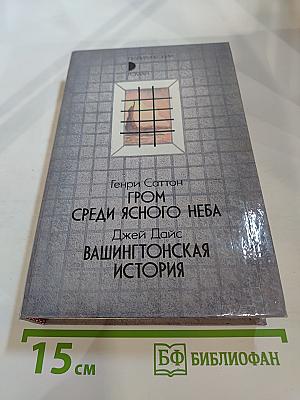 Генри Саттон
ГРОМ
СРЕДИ ЯСНОГО НЕБА
Джей Дайс
ВАШИНГТОНСКАЯ
ИСТОРИЯ
15 см
БФ БИБЛИОФАН